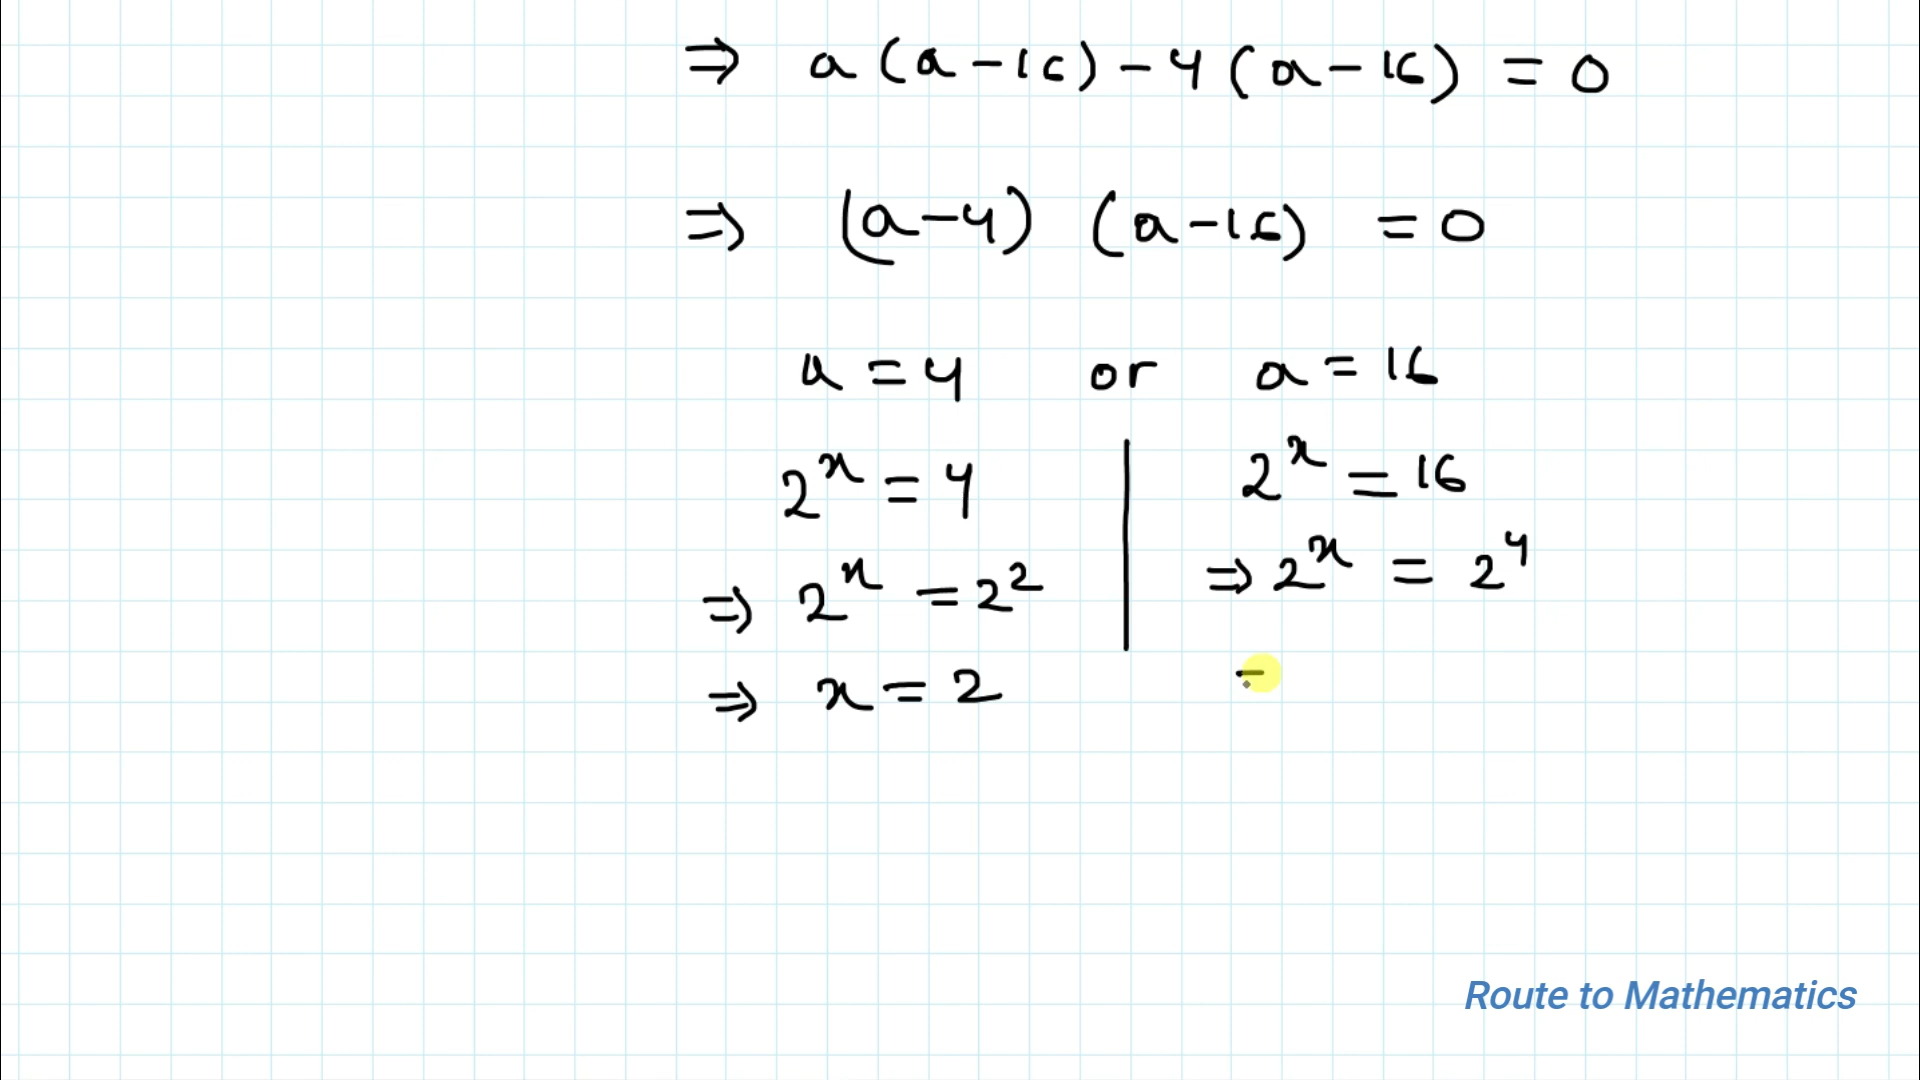 ⇒ a(a-16)-4(a-16) = 0
⇒ (a-4) (a-16) = 0
a = 4 or a = 16
2^x = 4 | 2^x = 16
⇒ 2^x = 2^2 | ⇒ 2^x = 2^4
⇒ x = 2
Route to Mathematics